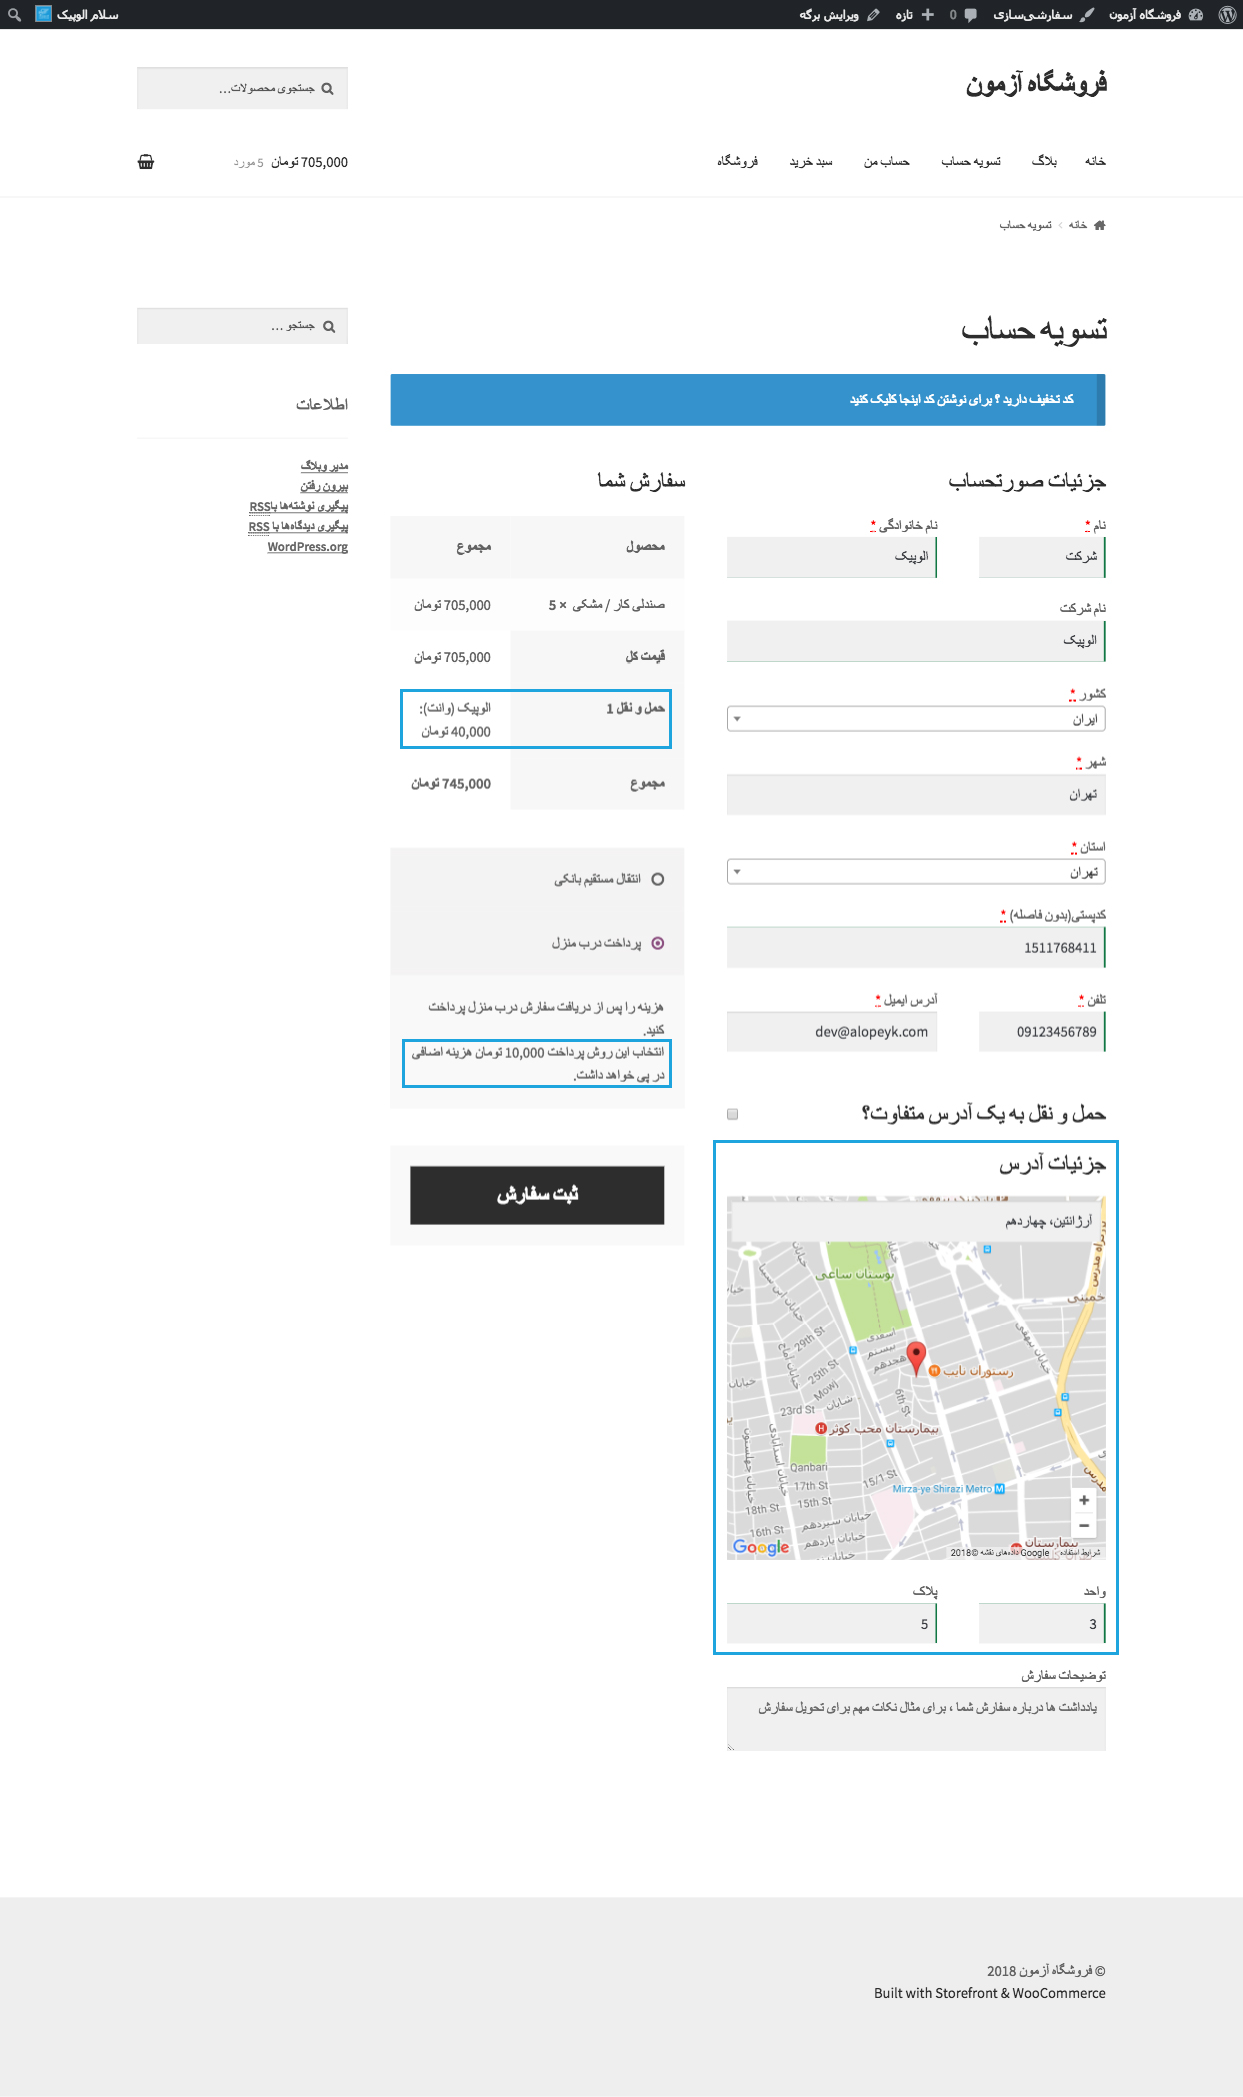 فروشگاه آزمون
سفارشی‌سازی
0
تازه
ویرایش برگه
سلام الوپیک
فروشگاه آزمون
جستجوی محصولات…
خانه
بلاگ
تسویه حساب
حساب من
سبد خرید
فروشگاه
705,000 تومان 5 مورد
خانه › تسویه حساب
تسویه حساب
کد تخفیف دارید ؟ برای نوشتن کد اینجا کلیک کنید
جزئیات صورتحساب
نام *
نام خانوادگی *
شرکت
الوپیک
نام شرکت
الوپیک
کشور *
ایران
شهر *
تهران
استان *
تهران
کدپستی(بدون فاصله) *
1511768411
تلفن *
آدرس ایمیل *
09123456789
dev@alopeyk.com
حمل و نقل به یک آدرس متفاوت؟
جزئیات آدرس
آرژانتین، چهاردهم
بوستان ساعی
خمینی
29th St
25th St
هجدهم
رستوران نایب
6th St
23rd St
بیمارستان محب کوثر
Qanbari
15/1 St
17th St
Mirza-ye Shirazi Metro
15th St
18th St
خیابان سیزدهم
16th St
خیابان یازدهم
بیمارستان
Google
شرایط استفاده
داده‌های نقشه ©2018 Google
واحد
پلاک
3
5
توضیحات سفارش
یادداشت ها درباره سفارش شما ، برای مثال نکات مهم برای تحویل سفارش
سفارش شما
محصول
مجموع
صندلی کار / مشکی × 5
705,000 تومان
قیمت کل
705,000 تومان
حمل و نقل 1
الوپیک (وانت):
40,000 تومان
مجموع
745,000 تومان
انتقال مستقیم بانکی
پرداخت درب منزل
هزینه را پس از دریافت سفارش درب منزل پرداخت
کنید.
انتخاب این روش پرداخت 10,000 تومان هزینه اضافی
در پی خواهد داشت.
ثبت سفارش
جستجو …
اطلاعات
مدیر وبلاگ
بیرون رفتن
پیگیری نوشته‌ها با RSS
پیگیری دیدگاه‌ها با RSS
WordPress.org
© فروشگاه آزمون 2018
Built with Storefront & WooCommerce